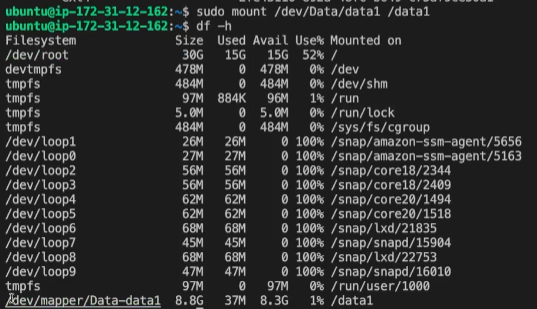 ubuntu@ip-172-31-12-162:~$ sudo mount /dev/Data/data1 /data1
ubuntu@ip-172-31-12-162:~$ df -h
Filesystem Size Used Avail Use% Mounted on
/dev/root 30G 15G 15G 52% /
devtmpfs 478M 0 478M 0% /dev
tmpfs 484M 0 484M 0% /dev/shm
tmpfs 97M 884K 96M 1% /run
tmpfs 5.0M 0 5.0M 0% /run/lock
tmpfs 484M 0 484M 0% /sys/fs/cgroup
/dev/loop1 26M 26M 0 100% /snap/amazon-ssm-agent/5656
/dev/loop0 27M 27M 0 100% /snap/amazon-ssm-agent/5163
/dev/loop2 56M 56M 0 100% /snap/core18/2344
/dev/loop3 56M 56M 0 100% /snap/core18/2409
/dev/loop4 62M 62M 0 100% /snap/core20/1494
/dev/loop5 62M 62M 0 100% /snap/core20/1518
/dev/loop6 68M 68M 0 100% /snap/lxd/21835
/dev/loop7 45M 45M 0 100% /snap/snapd/15904
/dev/loop8 68M 68M 0 100% /snap/lxd/22753
/dev/loop9 47M 47M 0 100% /snap/snapd/16010
tmpfs 97M 0 97M 0% /run/user/1000
/dev/mapper/Data-data1 8.8G 37M 8.3G 1% /data1